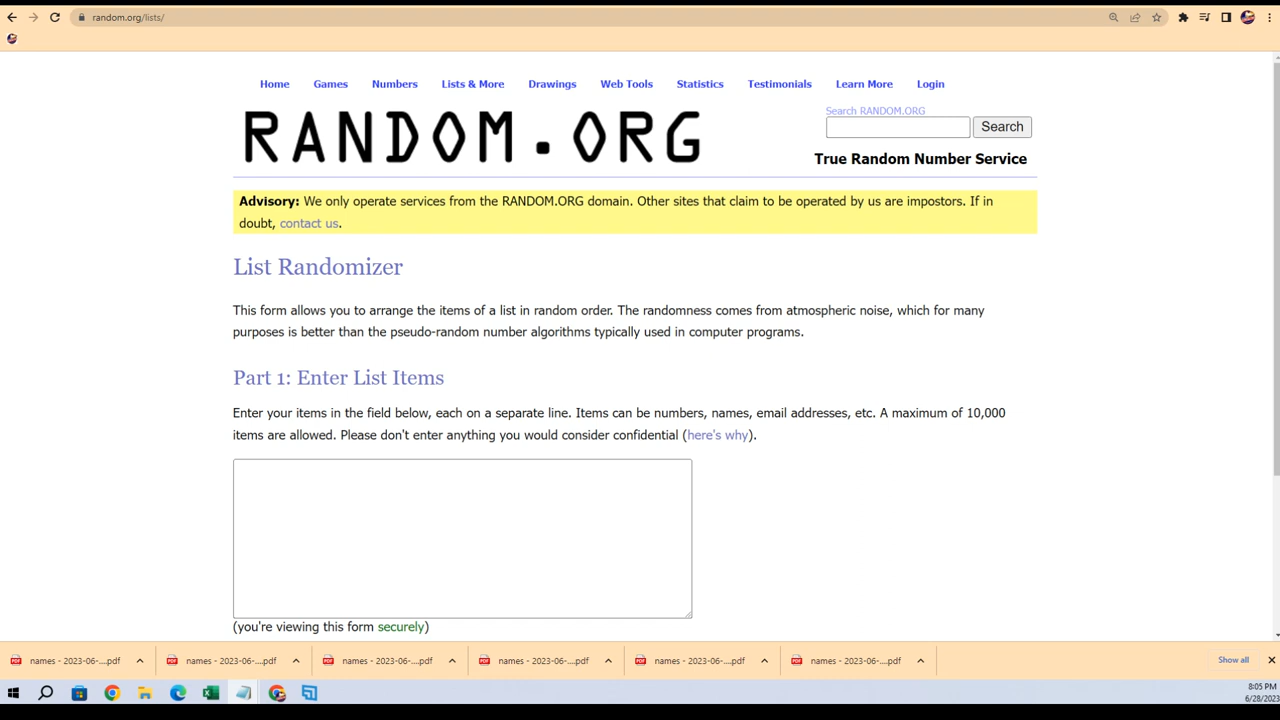 random.org/lists/
Home Games Numbers Lists & More Drawings Web Tools Statistics Testimonials Learn More Login
RANDOM.ORG
Search RANDOM.ORG
Search
True Random Number Service
Advisory: We only operate services from the RANDOM.ORG domain. Other sites that claim to be operated by us are impostors. If in
doubt, contact us.
List Randomizer
This form allows you to arrange the items of a list in random order. The randomness comes from atmospheric noise, which for many
purposes is better than the pseudo-random number algorithms typically used in computer programs.
Part 1: Enter List Items
Enter your items in the field below, each on a separate line. Items can be numbers, names, email addresses, etc. A maximum of 10,000
items are allowed. Please don't enter anything you would consider confidential (here's why).
(you're viewing this form securely)
names - 2023-06-....pdf names - 2023-06-....pdf names - 2023-06-....pdf names - 2023-06-....pdf names - 2023-06-....pdf names - 2023-06-....pdf Show all
8:05 PM
6/28/2023